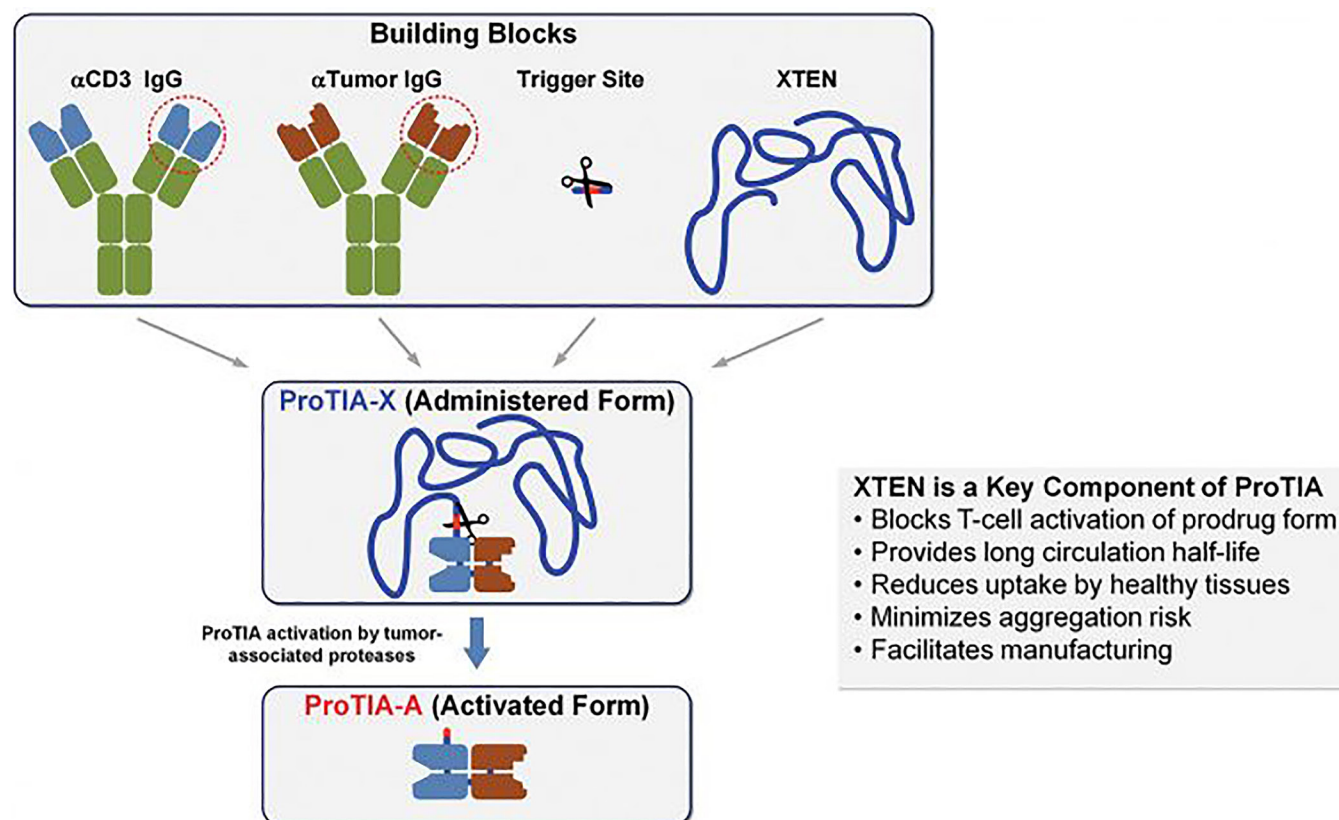 Building Blocks
αCD3 IgG
αTumor IgG
Trigger Site
XTEN
ProTIA-X (Administered Form)
ProTIA activation by tumor-
associated proteases
ProTIA-A (Activated Form)
XTEN is a Key Component of ProTIA
• Blocks T-cell activation of prodrug form
• Provides long circulation half-life
• Reduces uptake by healthy tissues
• Minimizes aggregation risk
• Facilitates manufacturing